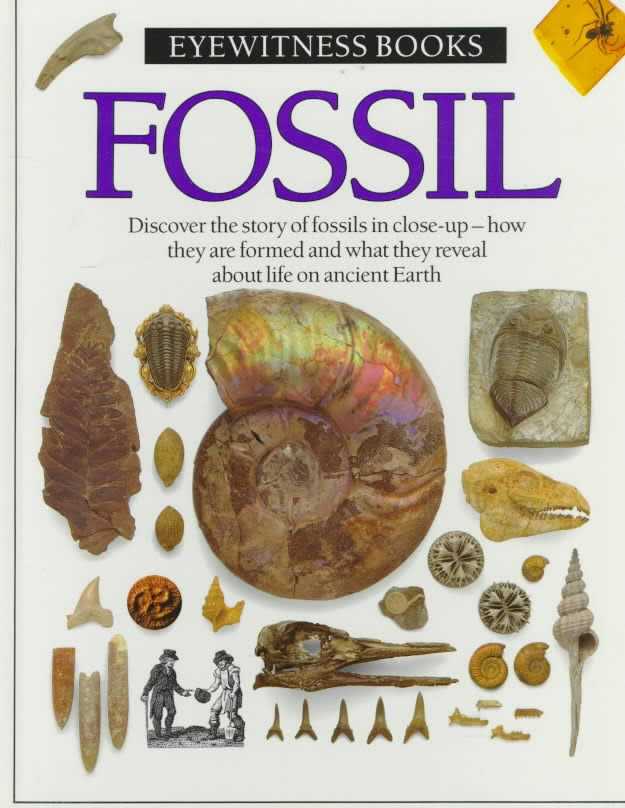 EYEWITNESS BOOKS
FOSSIL
Discover the story of fossils in close-up – how
they are formed and what they reveal
about life on ancient Earth